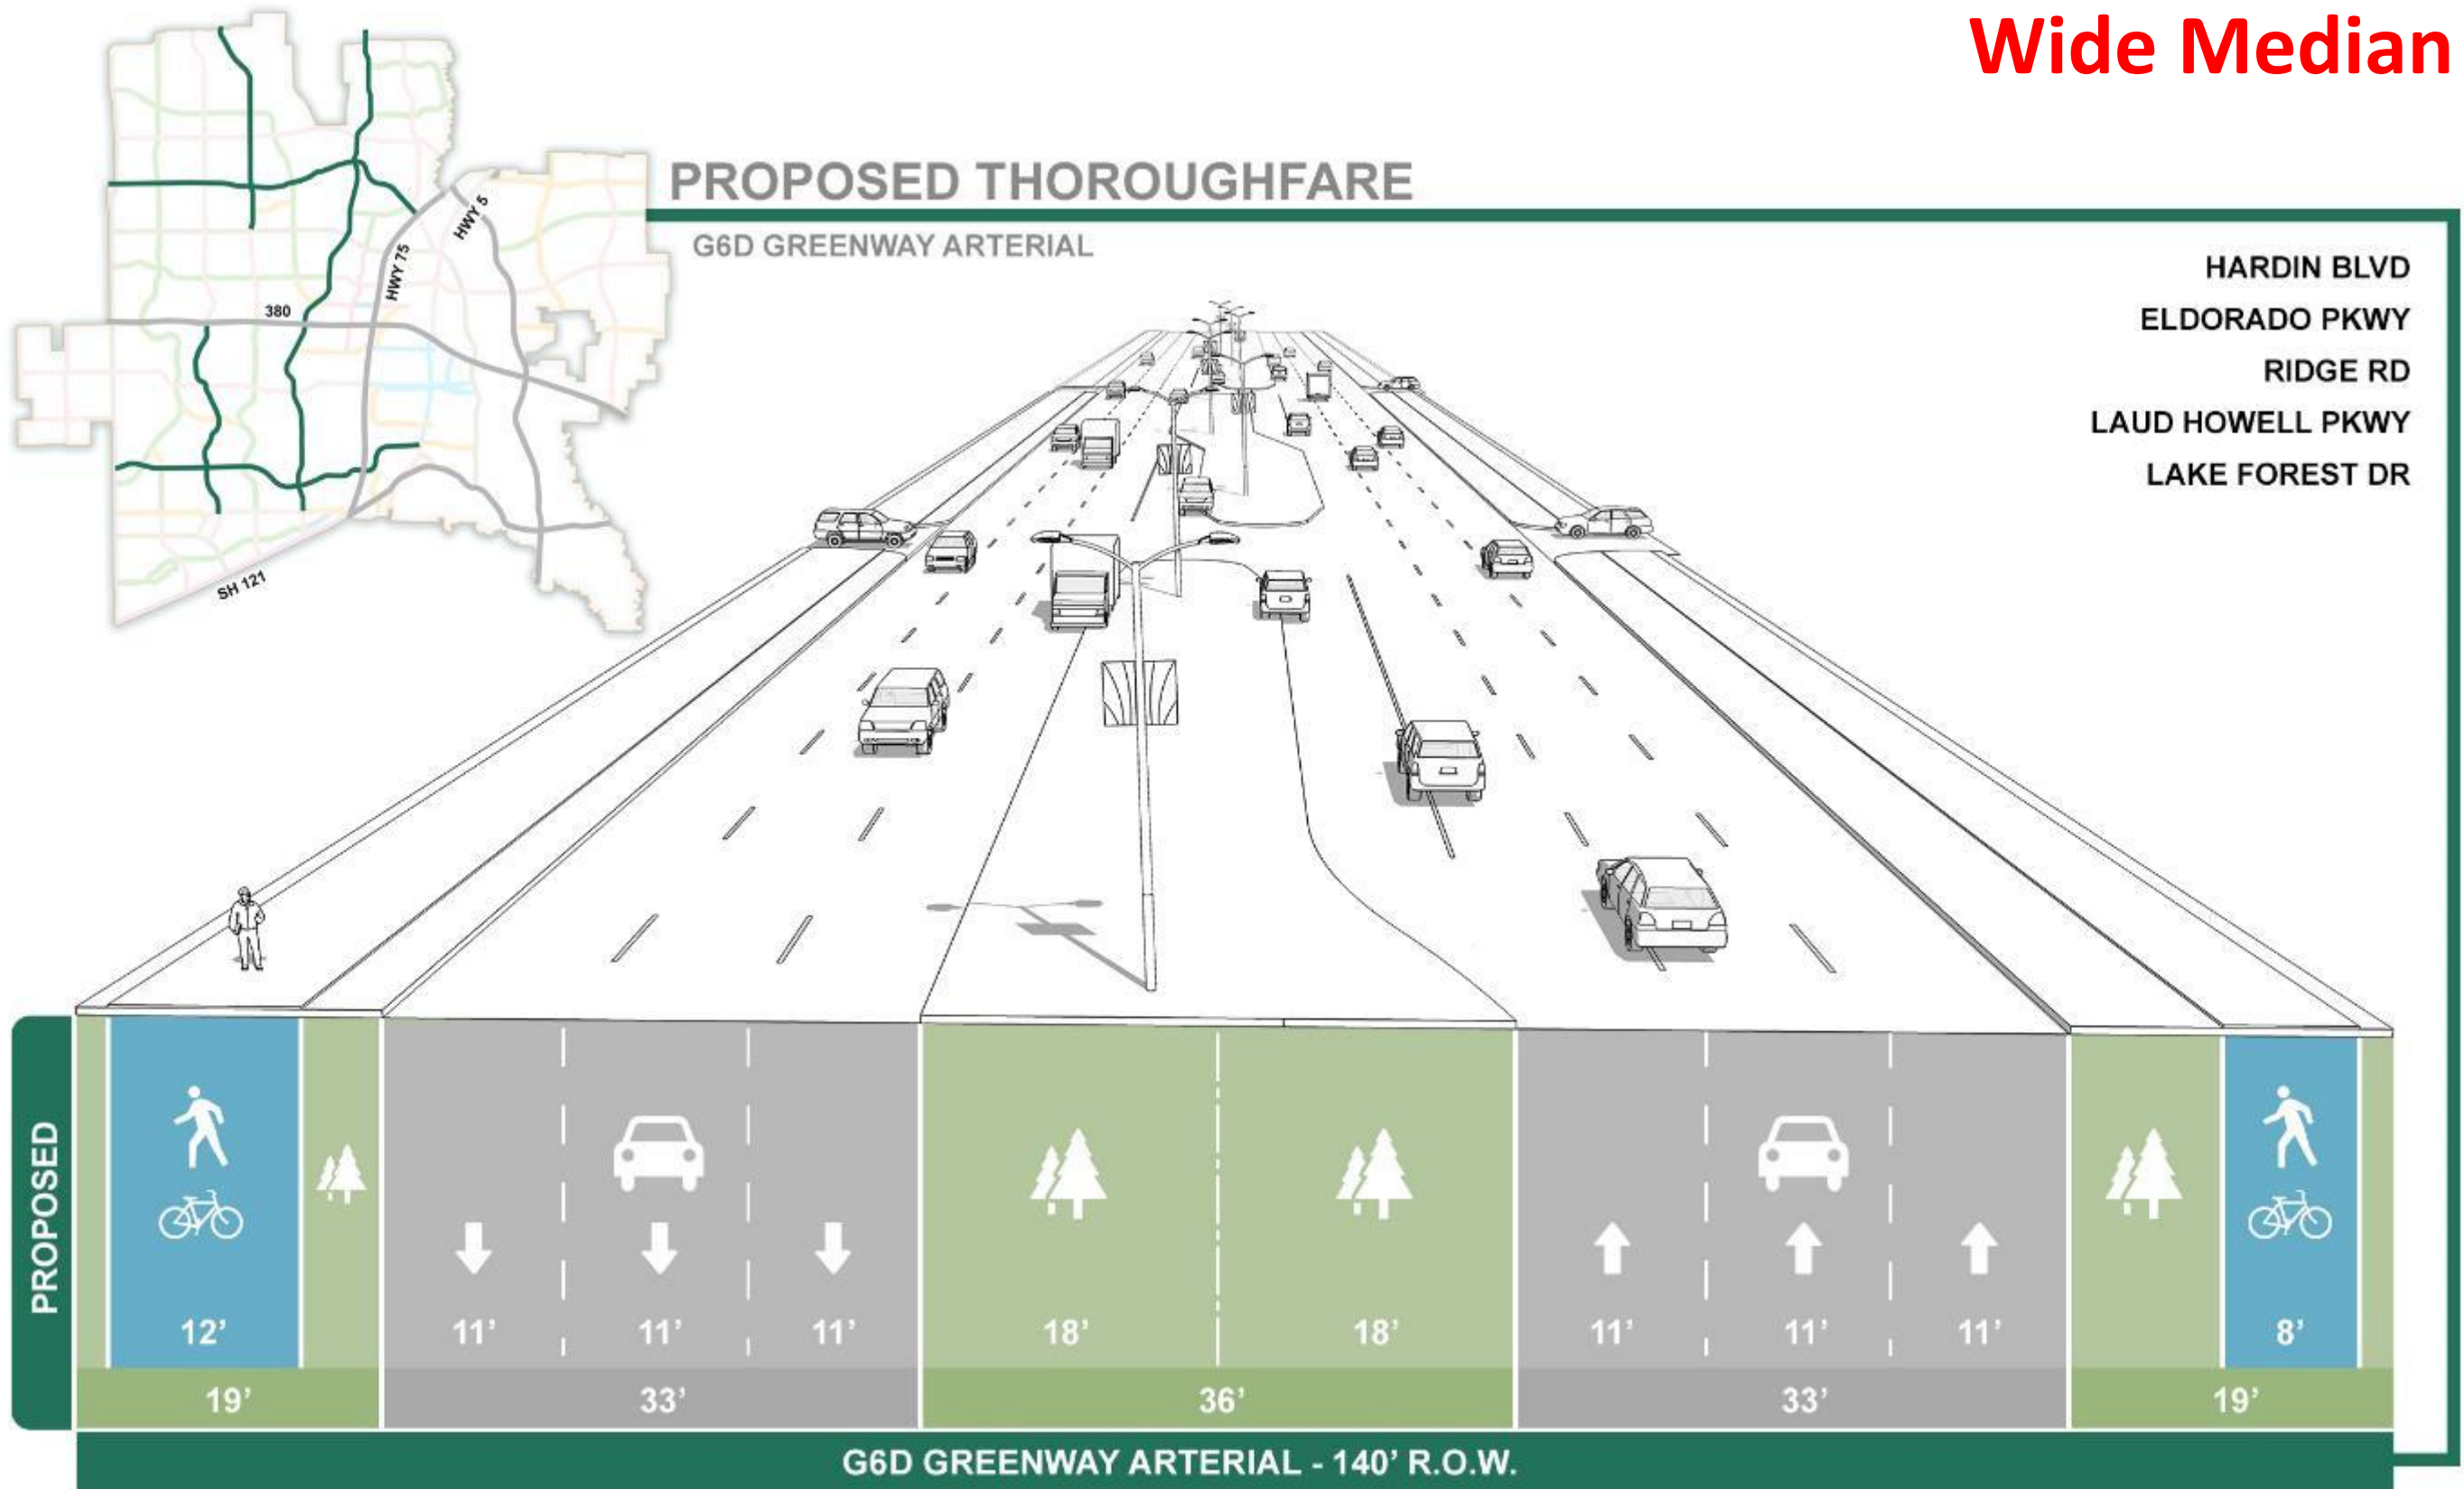 Wide Median
PROPOSED THOROUGHFARE
G6D GREENWAY ARTERIAL
HARDIN BLVD
ELDORADO PKWY
RIDGE RD
LAUD HOWELL PKWY
LAKE FOREST DR
HWY 5
HWY 75
380
SH 121
PROPOSED
12’ 11’ 11’ 11’ 18’ 18’ 11’ 11’ 11’ 8’
19’ 33’ 36’ 33’ 19’
G6D GREENWAY ARTERIAL - 140’ R.O.W.